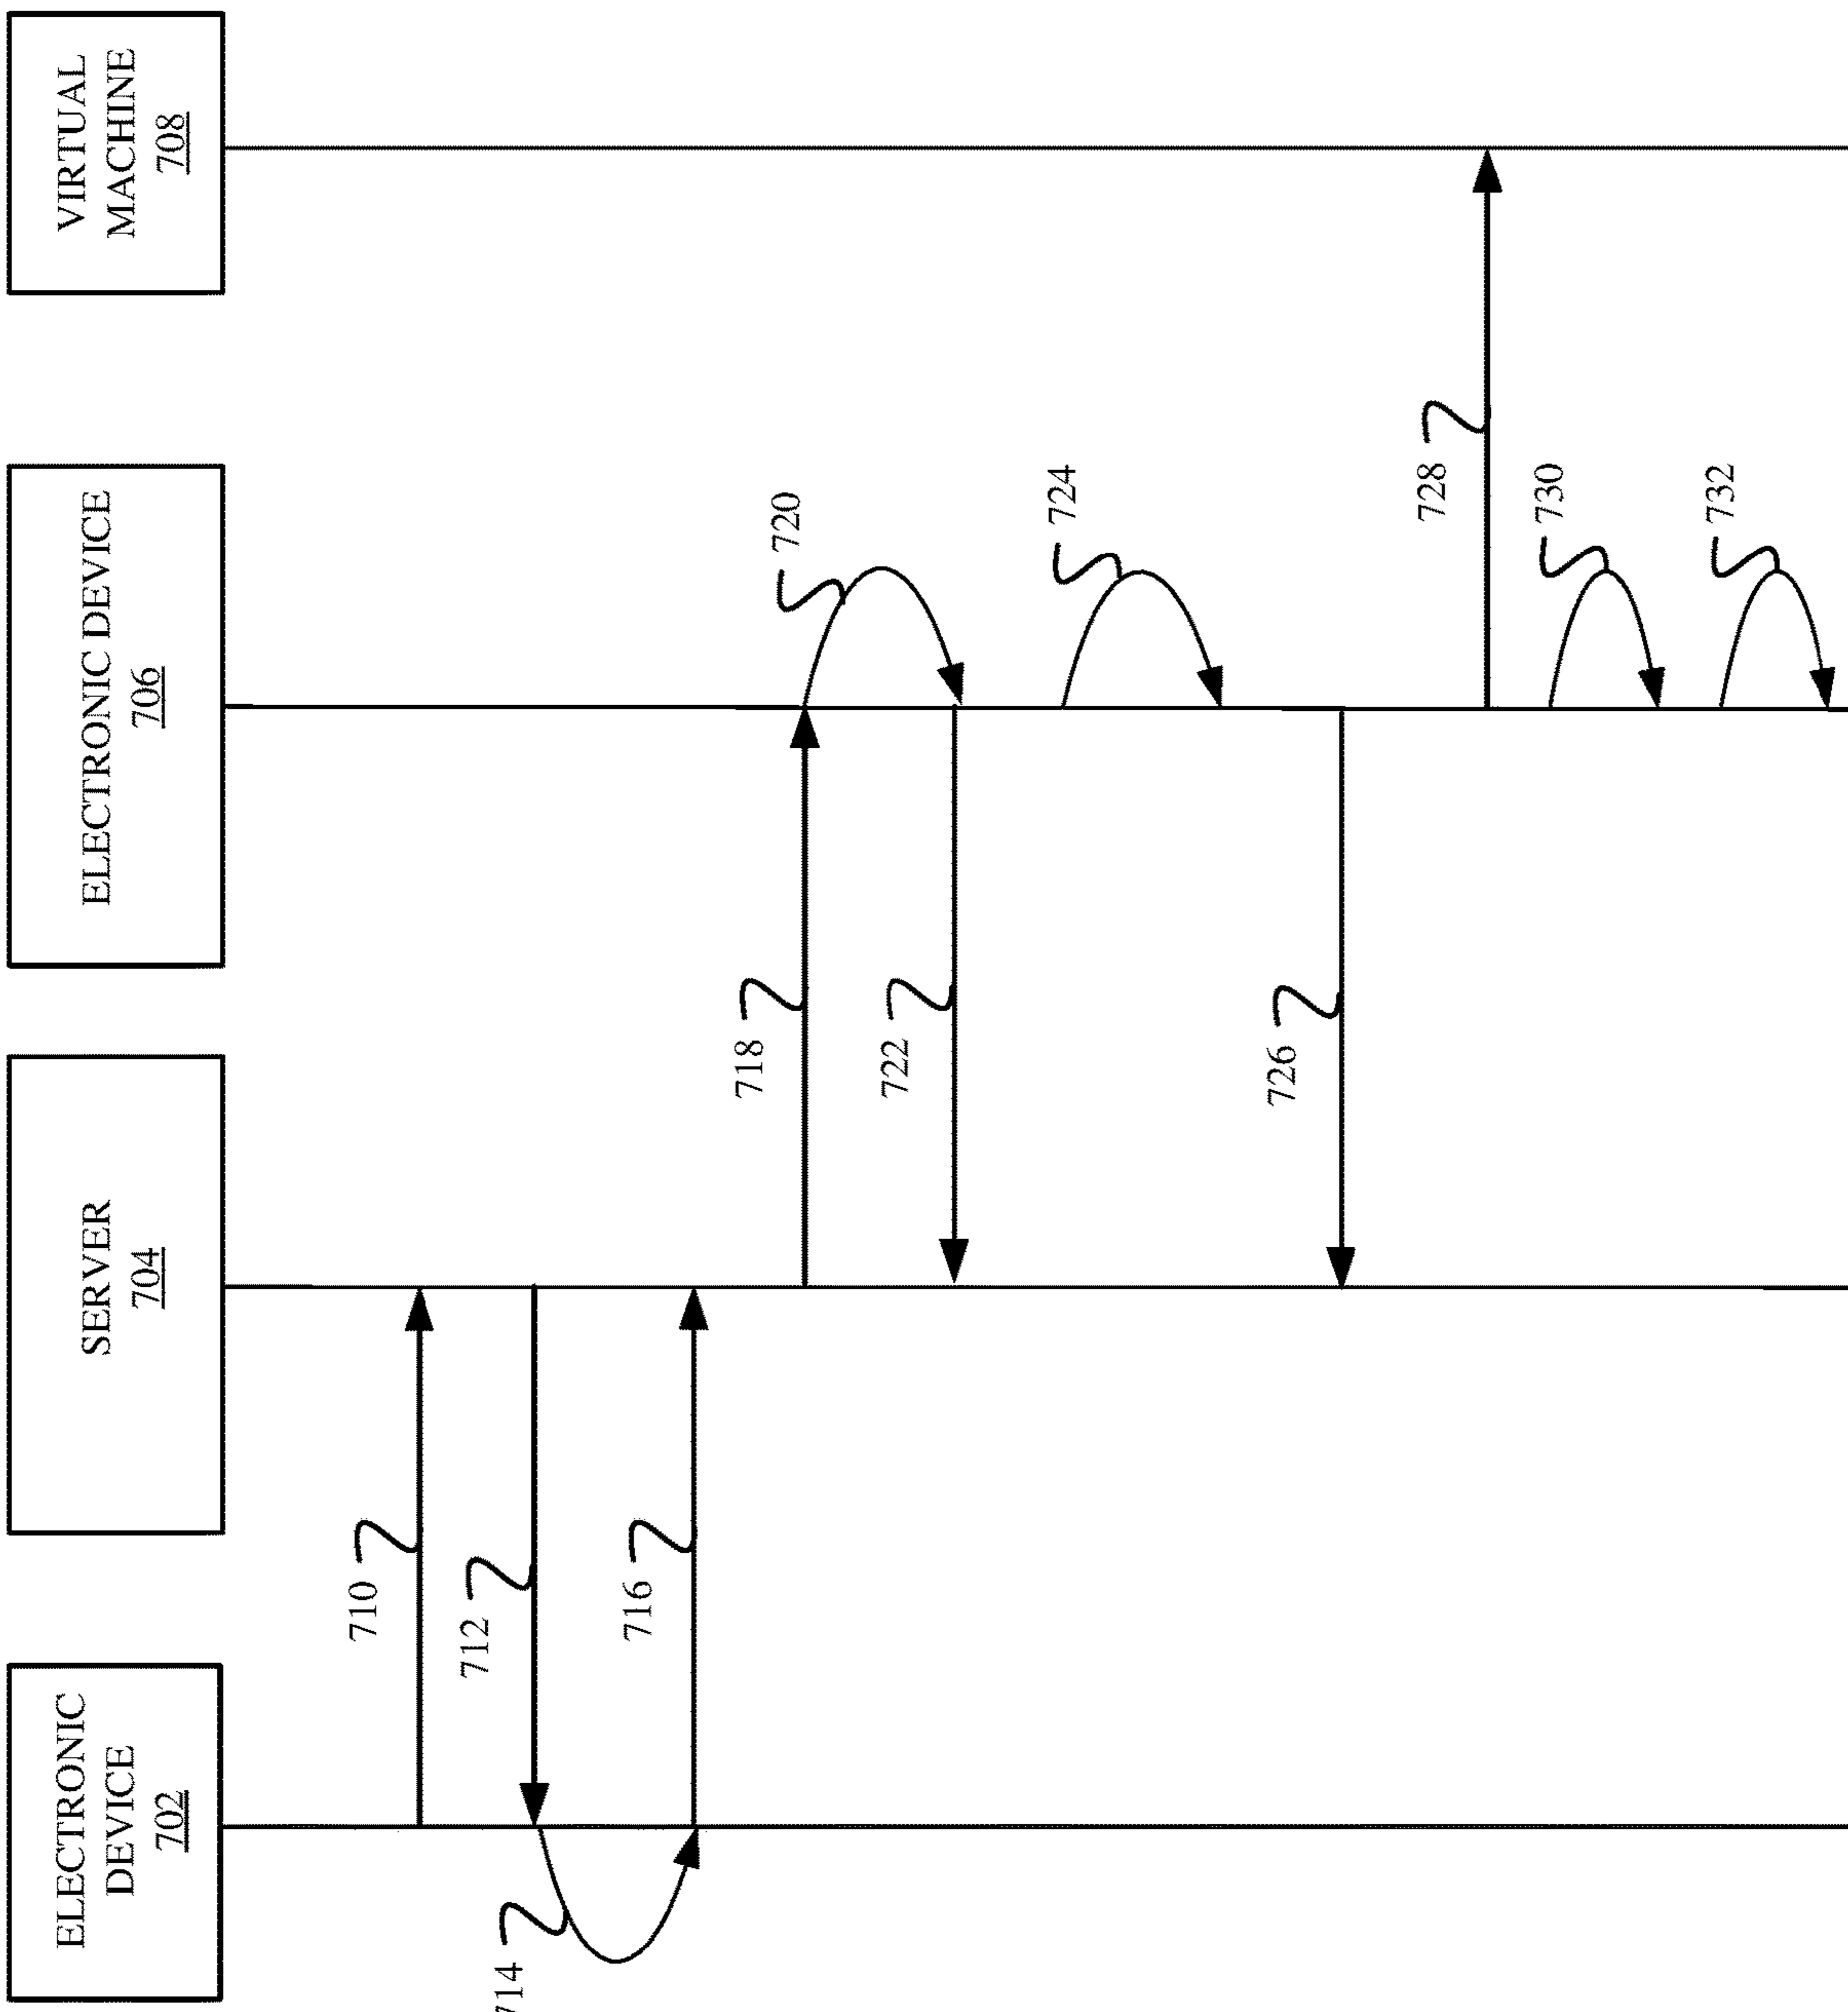 ELECTRONIC
DEVICE
702
SERVER
704
ELECTRONIC DEVICE
706
VIRTUAL
MACHINE
708
710
712
714
716
718
720
722
724
726
728
730
732